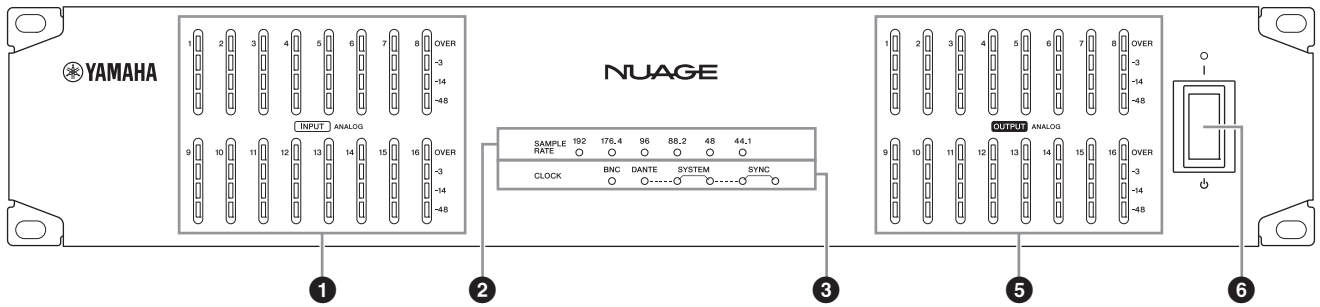 1 2 3 4 5 6 7 8 OVER
-3
-14
-48
INPUT ANALOG
9 10 11 12 13 14 15 16 OVER
-3
-14
-48
YAMAHA
NUAGE
SAMPLE RATE 192 176.4 96 88.2 48 44.1
CLOCK BNC DANTE SYSTEM SYNC
1 2 3 4 5 6 7 8 OVER
-3
-14
-48
OUTPUT ANALOG
9 10 11 12 13 14 15 16 OVER
-3
-14
-48
1 2 3 5 6